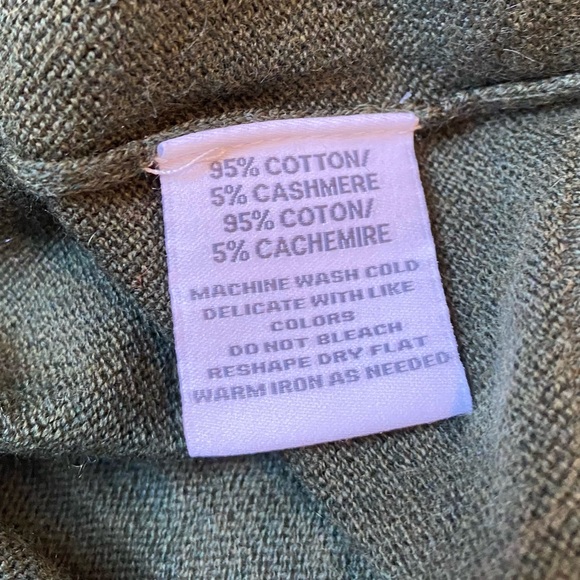 95% COTTON/
5% CASHMERE
95% COTON/
5% CACHEMIRE
MACHINE WASH COLD
DELICATE WITH LIKE
COLORS
DO NOT BLEACH
RESHAPE DRY FLAT
WARM IRON AS NEEDED